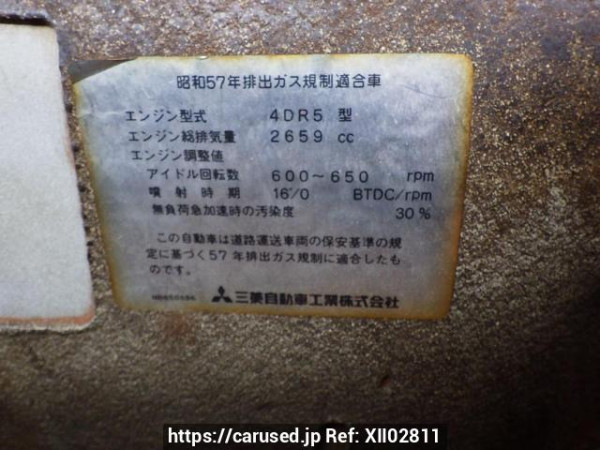 昭和57年排出ガス規制適合車
エンジン型式 4DR5 型
エンジン総排気量 2659 cc
エンジン調整値
アイドル回転数 600～650 rpm
噴射時期 16°/0 BTDC/rpm
無負荷急加速時の汚染度 30%
この自動車は道路運送車両の保安基準の規
定に基づく57年排出ガス規制に適合したも
のです。
三菱自動車工業株式会社
https://carused.jp Ref: XII02811